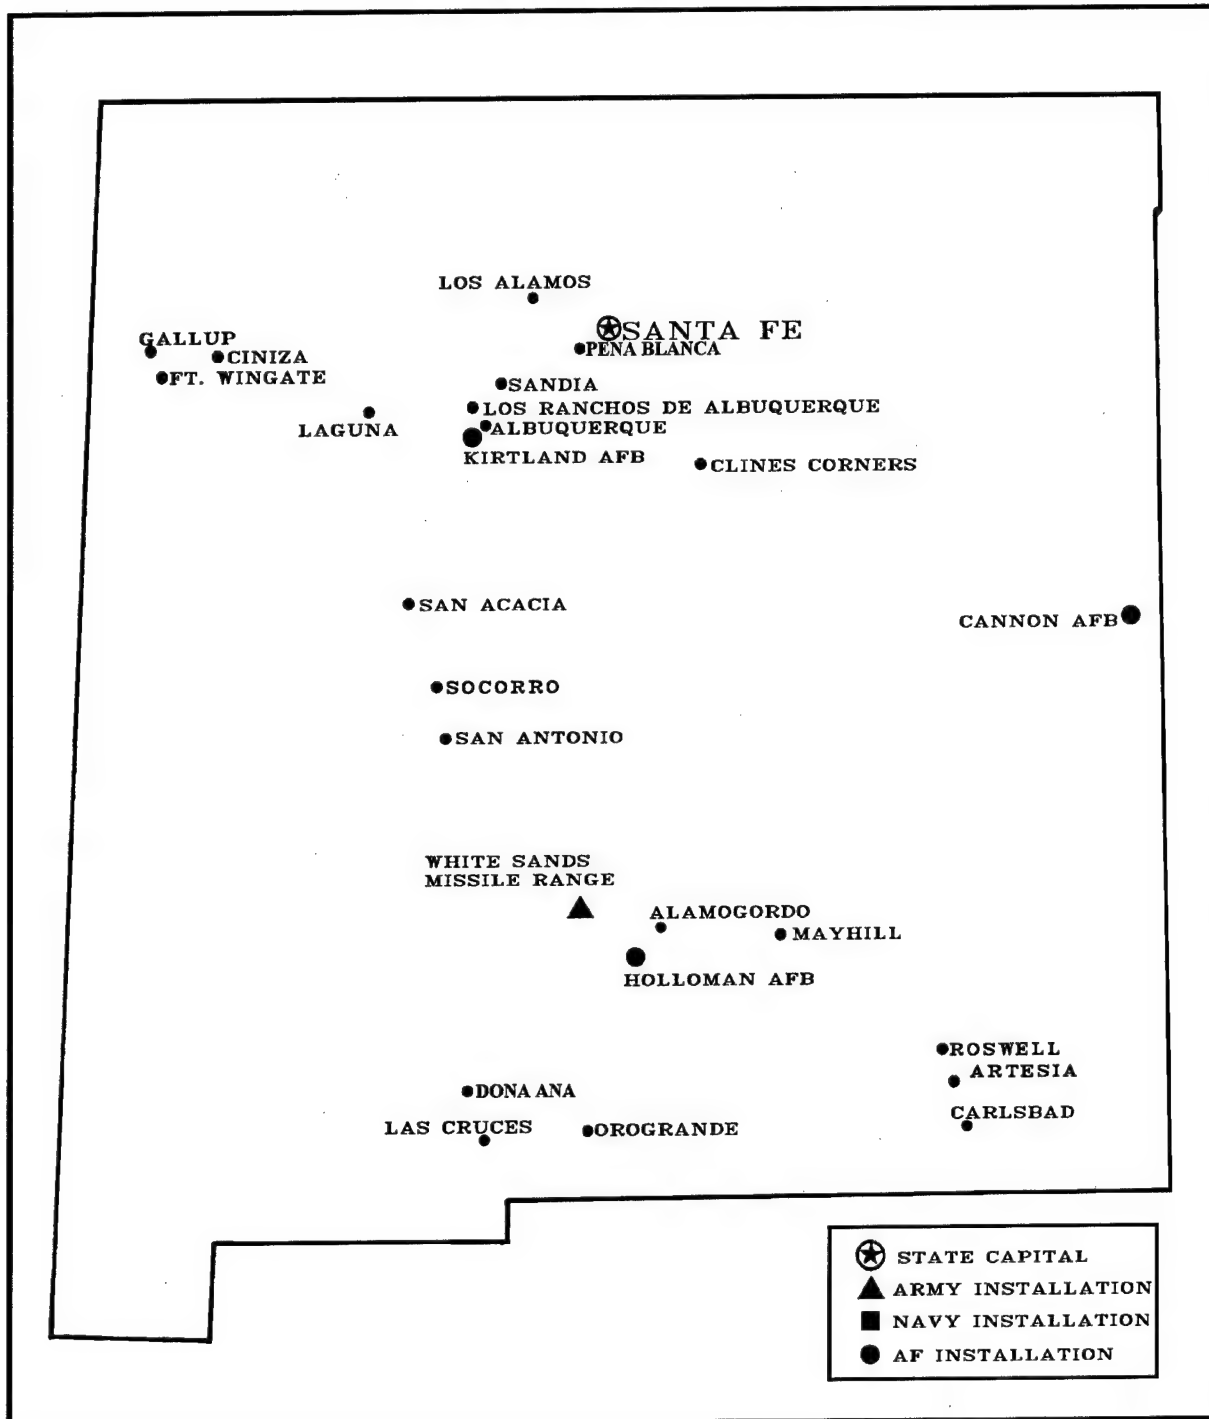 LOS ALAMOS
SANTA FE
GALLUP
PENA BLANCA
CINIZA
FT. WINGATE
SANDIA
LOS RANCHOS DE ALBUQUERQUE
LAGUNA
ALBUQUERQUE
KIRTLAND AFB
CLINES CORNERS
SAN ACACIA
CANNON AFB
SOCORRO
SAN ANTONIO
WHITE SANDS
MISSILE RANGE
ALAMOGORDO
MAYHILL
HOLLOMAN AFB
ROSWELL
ARTESIA
DONA ANA
CARLSBAD
LAS CRUCES
OROGRANDE
STATE CAPITAL
ARMY INSTALLATION
NAVY INSTALLATION
AF INSTALLATION